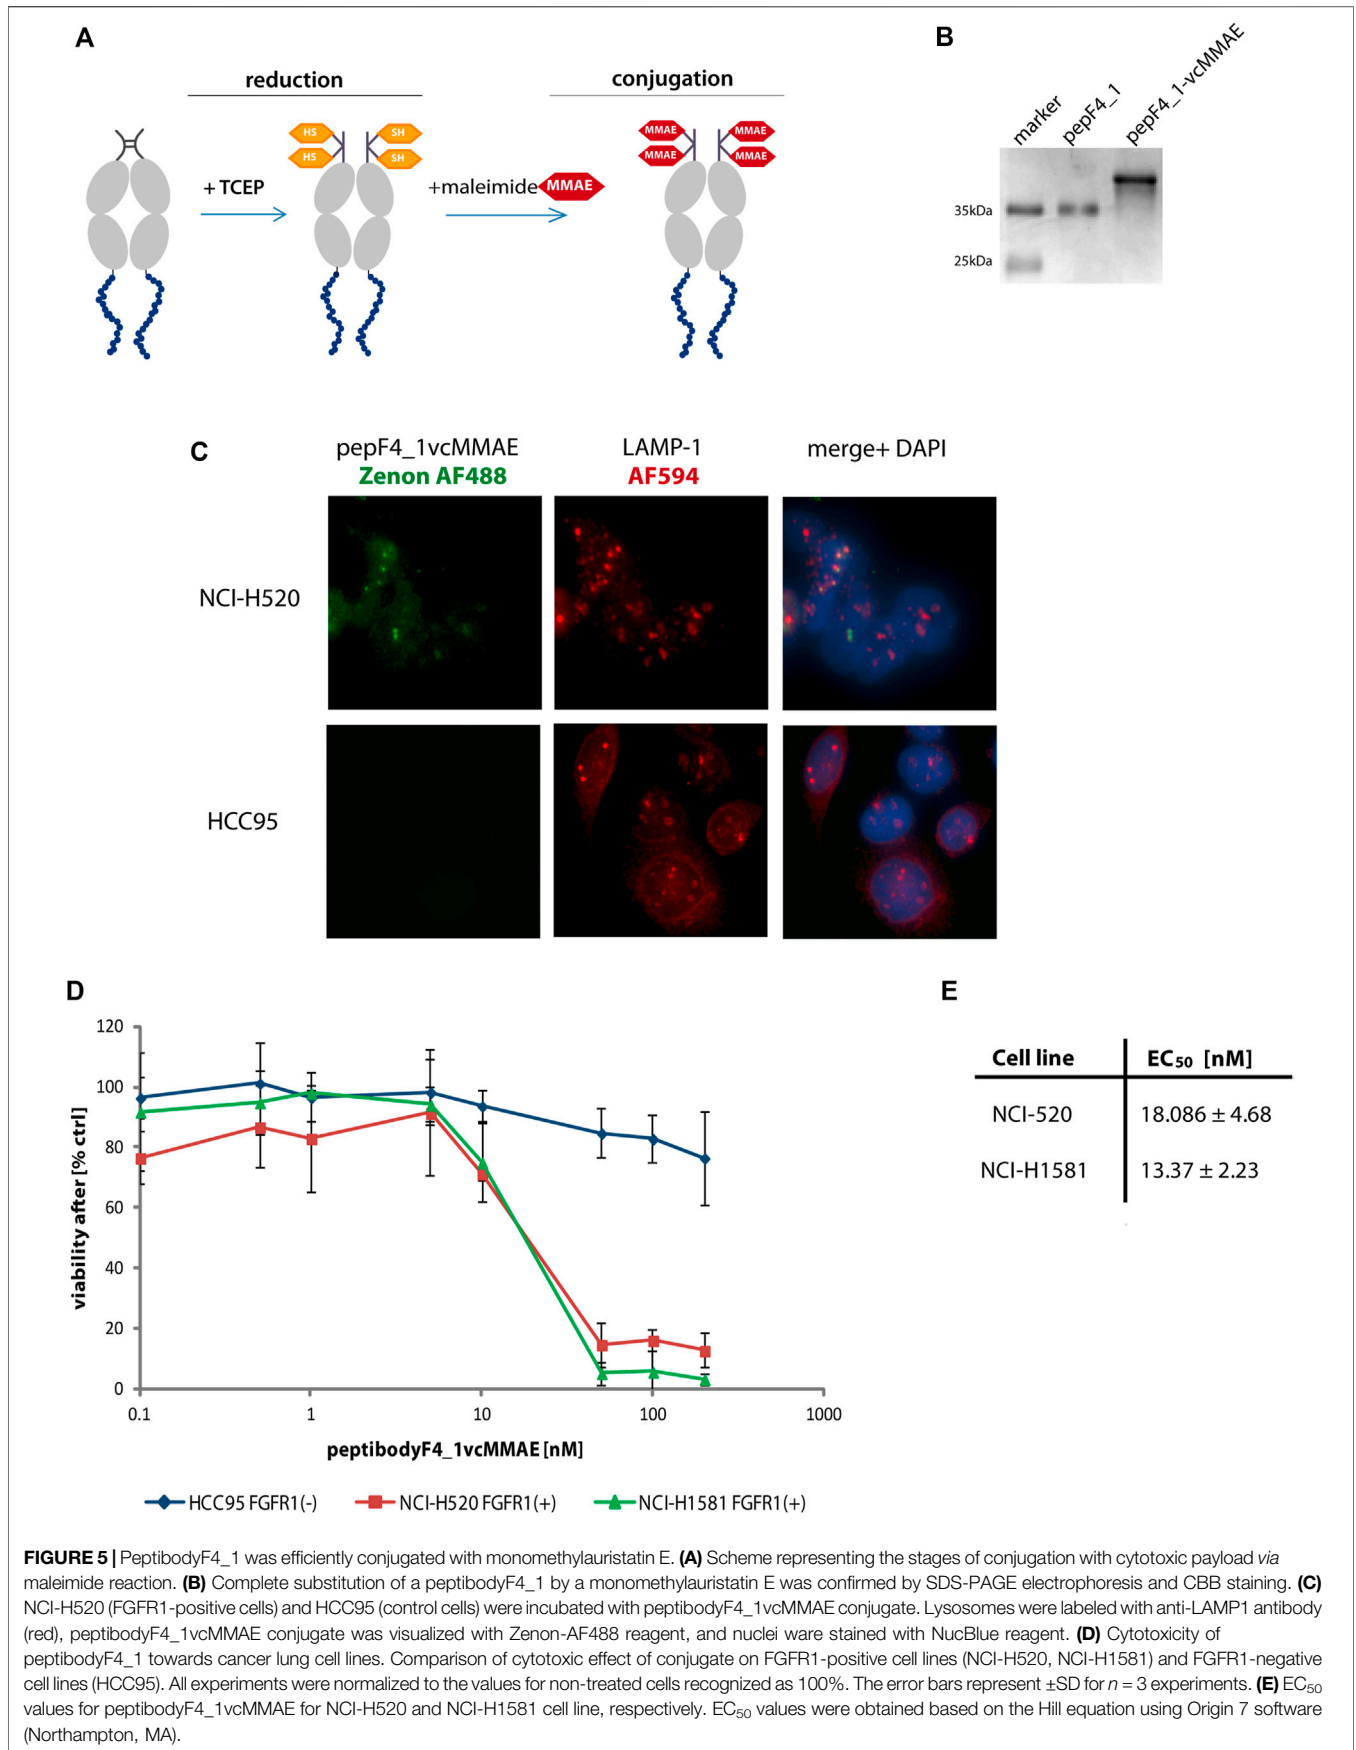 A
reduction
conjugation
HS
SH
HS
SH
+ TCEP
+maleimide
MMAE
MMAE
MMAE
MMAE
MMAE
B
marker
pepF4_1
pepF4_1-vcMMAE
35kDa
25kDa
C
pepF4_1vcMMAE
Zenon AF488
LAMP-1
AF594
merge+ DAPI
NCI-H520
HCC95
D
viability after [% ctrl]
120
100
80
60
40
20
0
0.1
1
10
100
1000
peptibodyF4_1vcMMAE [nM]
HCC95 FGFR1(-)
NCI-H520 FGFR1(+)
NCI-H1581 FGFR1(+)
E
Cell line EC₅₀ [nM]
NCI-520 18.086 ± 4.68
NCI-H1581 13.37 ± 2.23
FIGURE 5 | PeptibodyF4_1 was efficiently conjugated with monomethylauristatin E. (A) Scheme representing the stages of conjugation with cytotoxic payload via
maleimide reaction. (B) Complete substitution of a peptibodyF4_1 by a monomethylauristatin E was confirmed by SDS-PAGE electrophoresis and CBB staining. (C)
NCI-H520 (FGFR1-positive cells) and HCC95 (control cells) were incubated with peptibodyF4_1vcMMAE conjugate. Lysosomes were labeled with anti-LAMP1 antibody
(red), peptibodyF4_1vcMMAE conjugate was visualized with Zenon-AF488 reagent, and nuclei ware stained with NucBlue reagent. (D) Cytotoxicity of
peptibodyF4_1 towards cancer lung cell lines. Comparison of cytotoxic effect of conjugate on FGFR1-positive cell lines (NCI-H520, NCI-H1581) and FGFR1-negative
cell lines (HCC95). All experiments were normalized to the values for non-treated cells recognized as 100%. The error bars represent ±SD for n = 3 experiments. (E) EC₅₀
values for peptibodyF4_1vcMMAE for NCI-H520 and NCI-H1581 cell line, respectively. EC₅₀ values were obtained based on the Hill equation using Origin 7 software
(Northampton, MA).